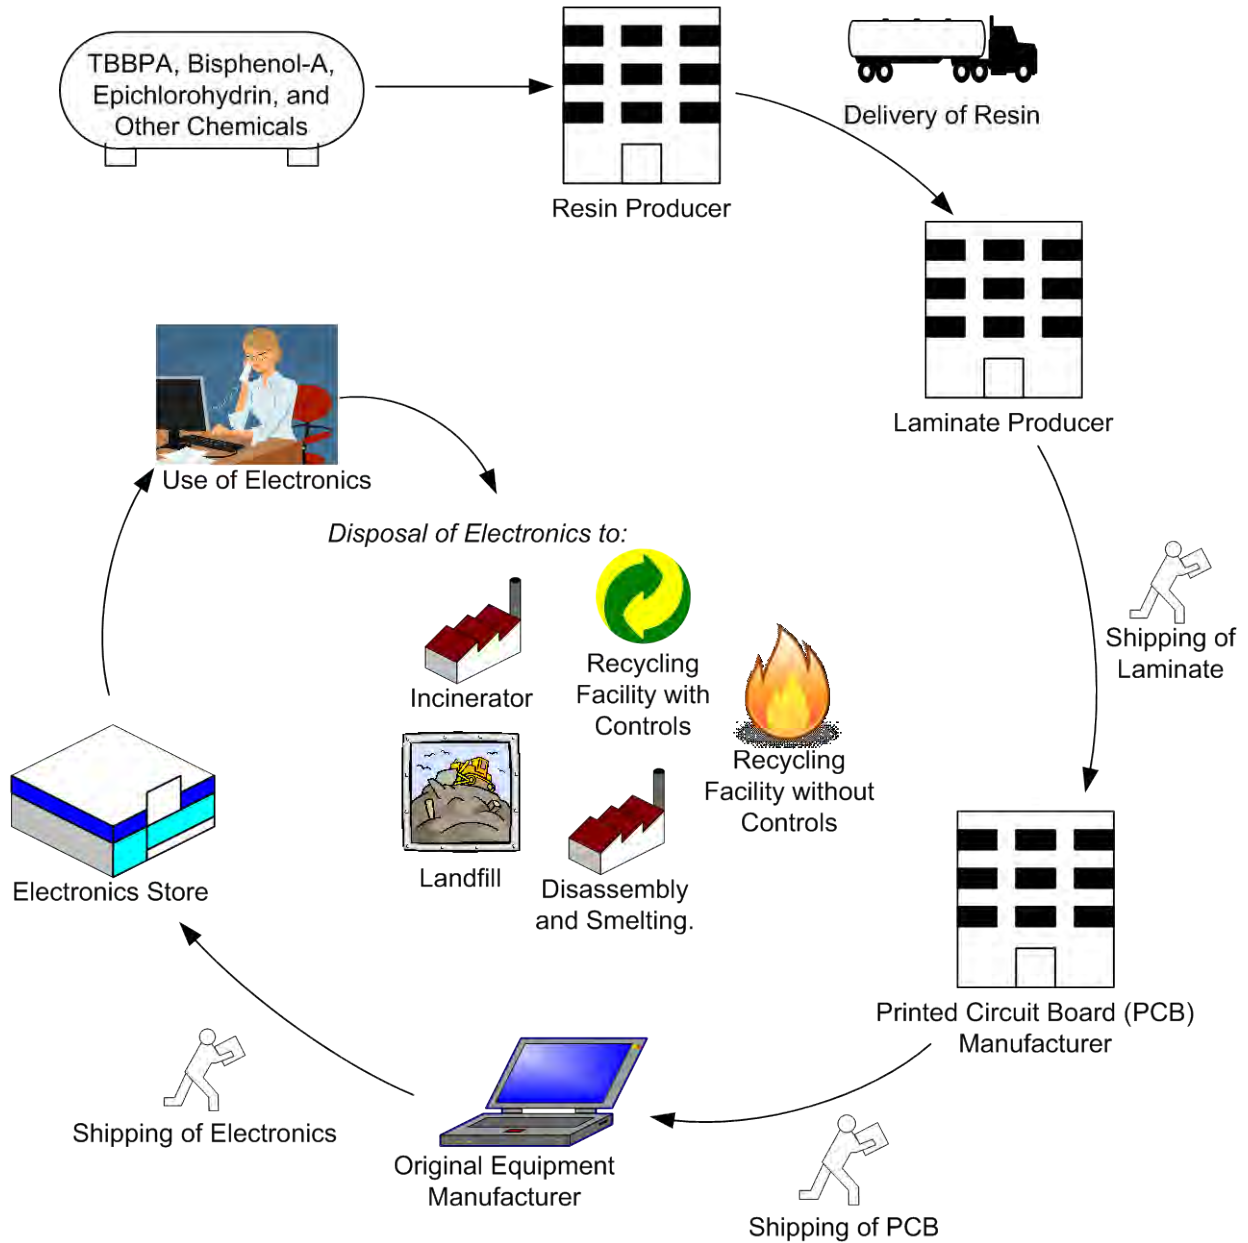 TBBPA, Bisphenol-A,
Epichlorohydrin, and
Other Chemicals
Resin Producer
Delivery of Resin
Laminate Producer
Shipping of
Laminate
Printed Circuit Board (PCB)
Manufacturer
Shipping of PCB
Original Equipment
Manufacturer
Shipping of Electronics
Electronics Store
Use of Electronics
Disposal of Electronics to:
Incinerator
Recycling
Facility with
Controls
Recycling
Facility without
Controls
Landfill
Disassembly
and Smelting.